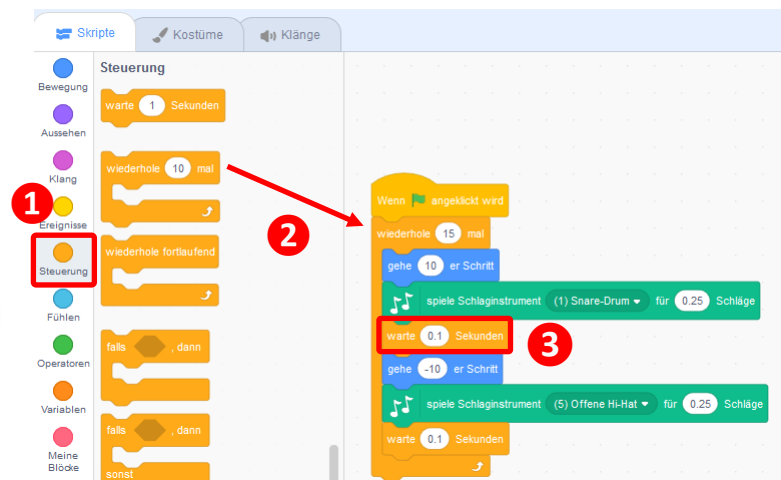 Skripte
Kostüme
Klänge
Bewegung
Aussehen
Klang
Ereignisse
Steuerung
Fühlen
Operatoren
Variablen
Meine
Blöcke
Steuerung
warte 1 Sekunden
wiederhole 10 mal
wiederhole fortlaufend
falls , dann
falls , dann
sonst
1
2
Wenn angeklickt wird
wiederhole 15 mal
gehe 10 er Schritt
spiele Schlaginstrument (1) Snare-Drum für 0.25 Schläge
warte 0.1 Sekunden
3
gehe -10 er Schritt
spiele Schlaginstrument (5) Offene Hi-Hat für 0.25 Schläge
warte 0.1 Sekunden